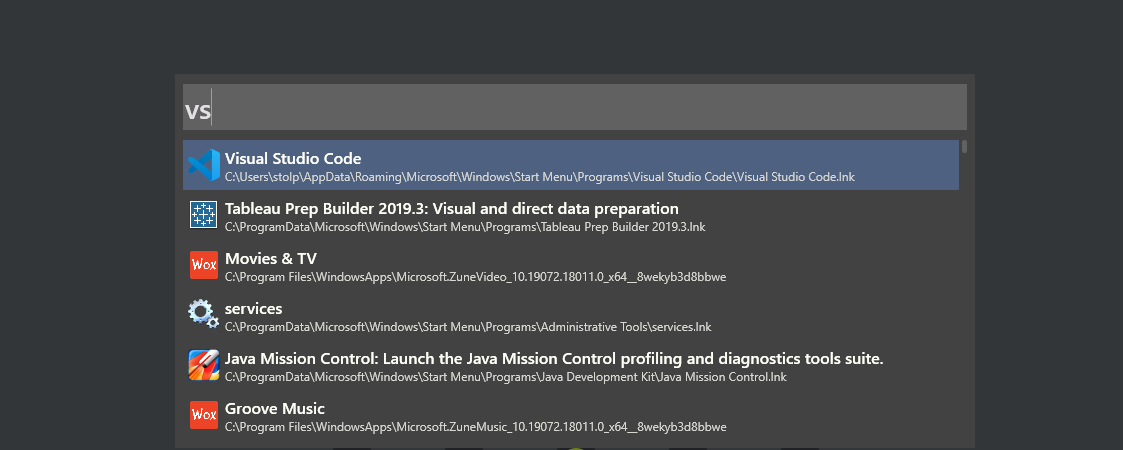 vs
Visual Studio Code
C:\Users\stolp\AppData\Roaming\Microsoft\Windows\Start Menu\Programs\Visual Studio Code\Visual Studio Code.lnk
Tableau Prep Builder 2019.3: Visual and direct data preparation
C:\ProgramData\Microsoft\Windows\Start Menu\Programs\Tableau Prep Builder 2019.3.lnk
Wox
Movies & TV
C:\Program Files\WindowsApps\Microsoft.ZuneVideo_10.19072.18011.0_x64__8wekyb3d8bbwe
services
C:\ProgramData\Microsoft\Windows\Start Menu\Programs\Administrative Tools\services.lnk
Java Mission Control: Launch the Java Mission Control profiling and diagnostics tools suite.
C:\ProgramData\Microsoft\Windows\Start Menu\Programs\Java Development Kit\Java Mission Control.lnk
Wox
Groove Music
C:\Program Files\WindowsApps\Microsoft.ZuneMusic_10.19072.18011.0_x64__8wekyb3d8bbwe